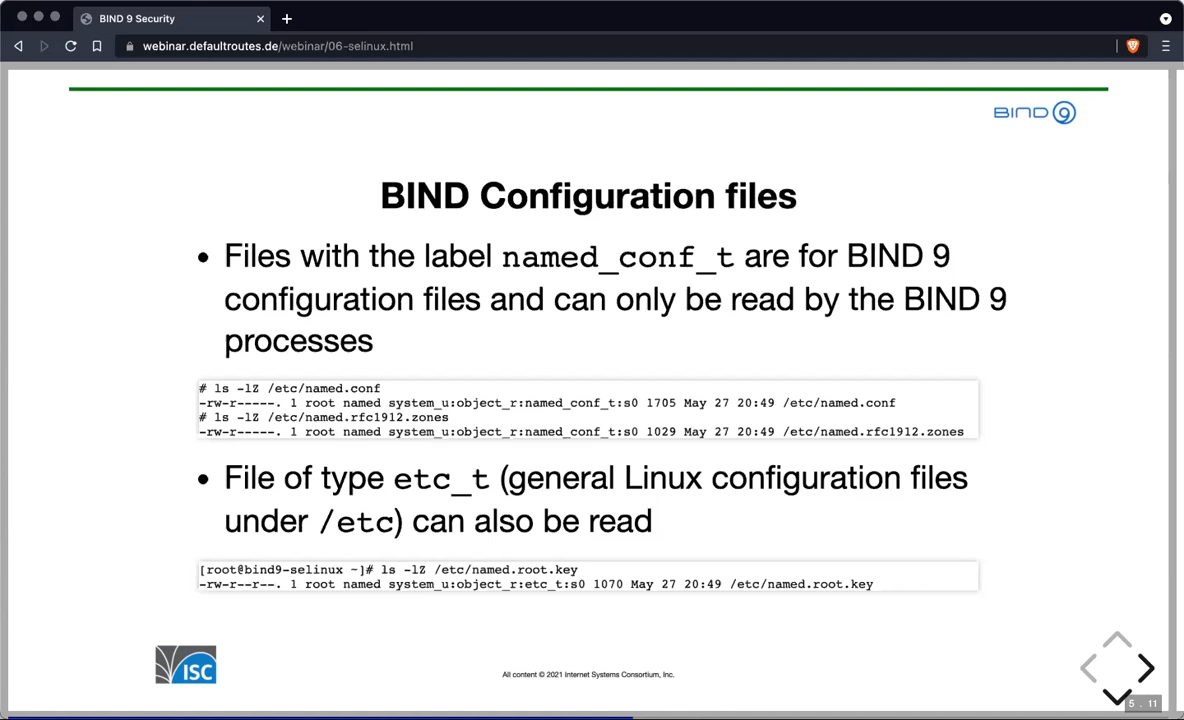 BIND 9 Security
webinar.defaultroutes.de/webinar/06-selinux.html
BIND 9
BIND Configuration files
• Files with the label named_conf_t are for BIND 9
configuration files and can only be read by the BIND 9
processes
# ls -lZ /etc/named.conf
-rw-r-----. 1 root named system_u:object_r:named_conf_t:s0 1705 May 27 20:49 /etc/named.conf
# ls -lZ /etc/named.rfc1912.zones
-rw-r-----. 1 root named system_u:object_r:named_conf_t:s0 1029 May 27 20:49 /etc/named.rfc1912.zones
• File of type etc_t (general Linux configuration files
under /etc) can also be read
[root@bind9-selinux ~]# ls -lZ /etc/named.root.key
-rw-r--r--. 1 root named system_u:object_r:etc_t:s0 1070 May 27 20:49 /etc/named.root.key
ISC
All content © 2021 Internet Systems Consortium, Inc.
5 . 11